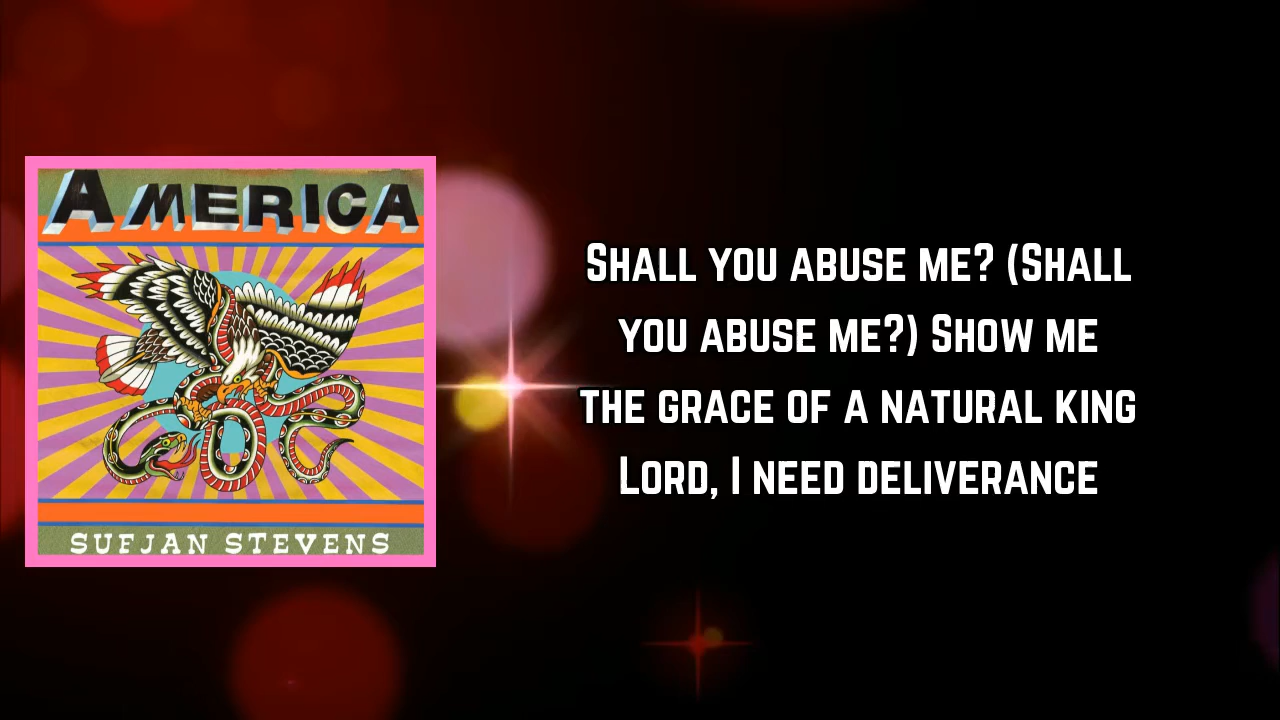 AMERICA
SUFJAN STEVENS
Shall you abuse me? (Shall
you abuse me?) Show me
the grace of a natural king
Lord, I need deliverance